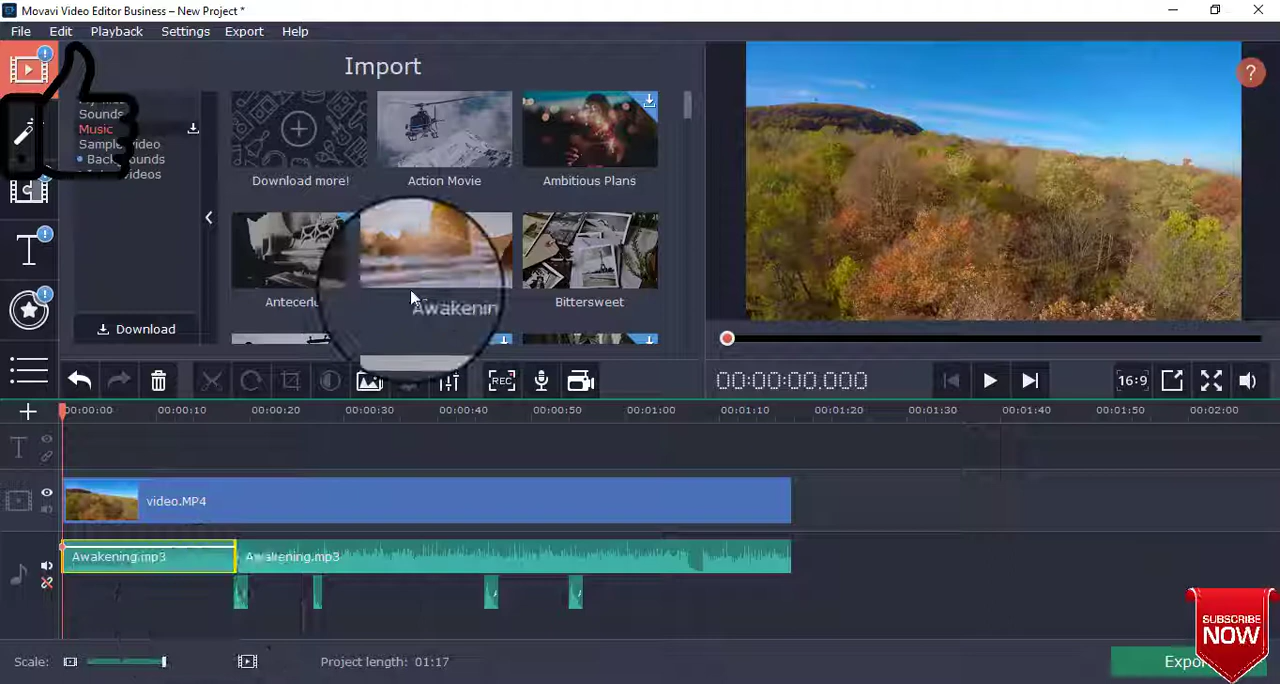 Movavi Video Editor Business – New Project *
File Edit Playback Settings Export Help
Import
Sounds
Music
Sample video
Download
Download more!
Action Movie
Ambitious Plans
Awakenin
Bittersweet
REC
00:00:00.000
16:9
?
00:00:00 00:00:10 00:00:20 00:00:30 00:00:40 00:00:50 00:01:00 00:01:10 00:01:20 00:01:30 00:01:40 00:01:50 00:02:00
T
video.MP4
Awakening.mp3
Awakening.mp3
Scale:
Project length: 01:17
SUBSCRIBE
NOW